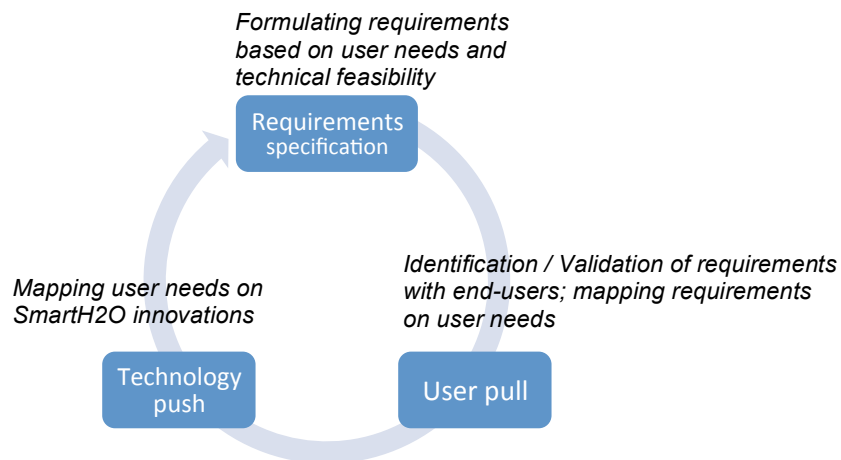 Formulating requirements
based on user needs and
technical feasibility
Requirements
specification
Identification / Validation of requirements
with end-users; mapping requirements
on user needs
Mapping user needs on
SmartH2O innovations
Technology
push
User pull